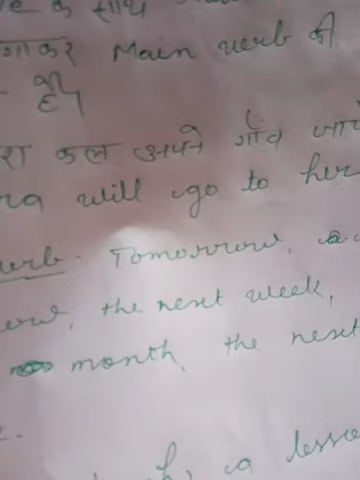 के साथ
गाकर Main verb की
है
रा कल अपने गाँव जाये
ra will go to her
verb. Tomorrow, a
ow, the next week,
month, the next
a lesso